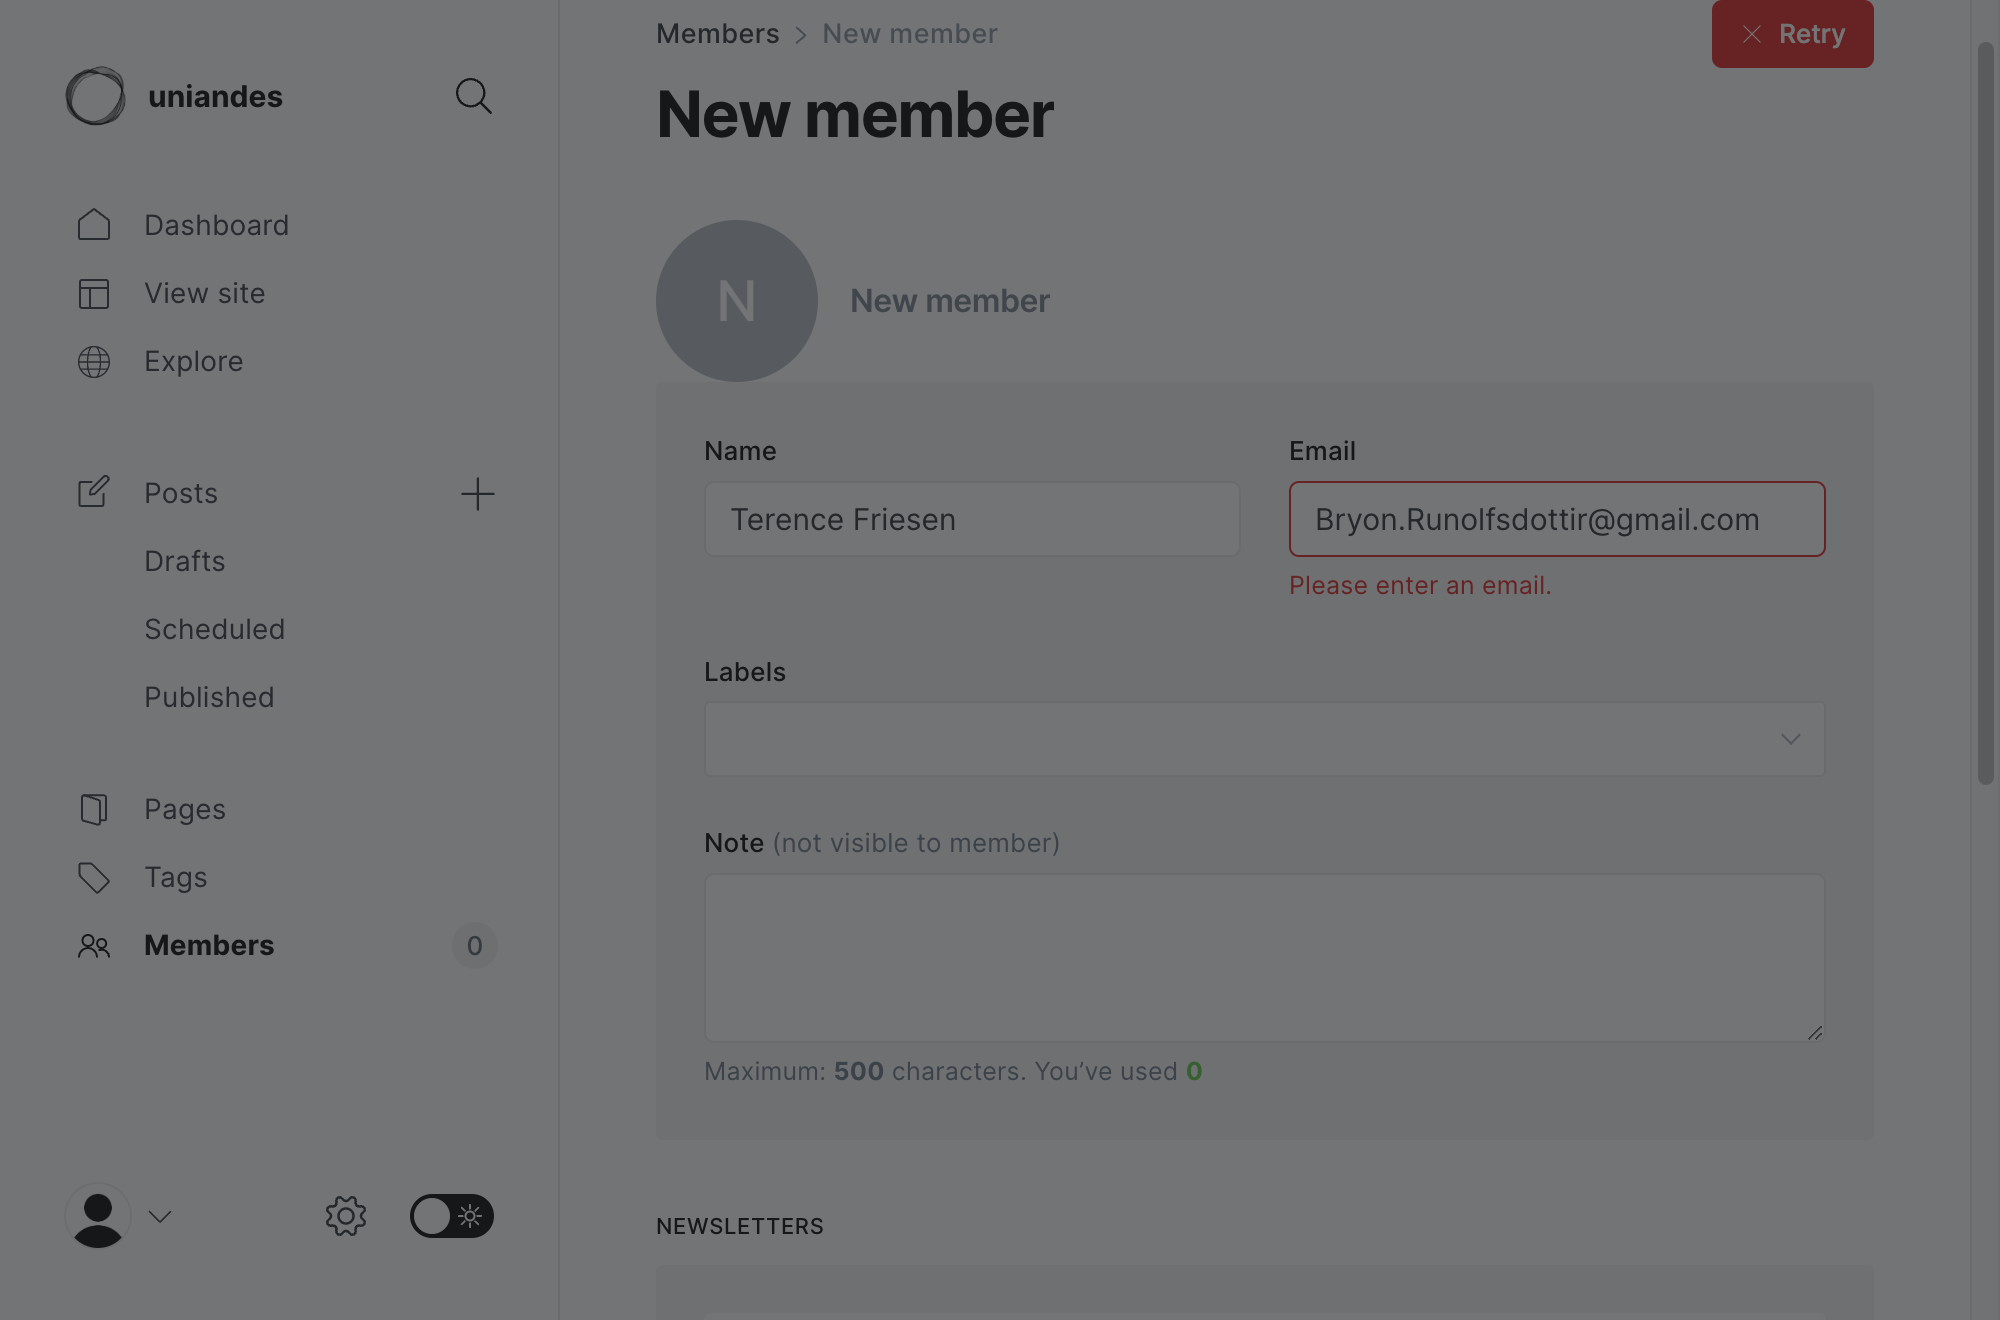 uniandes
Dashboard
View site
Explore
Posts
Drafts
Scheduled
Published
Pages
Tags
Members
0
Members > New member
Retry
New member
N
New member
Name
Terence Friesen
Email
Bryon.Runolfsdottir@gmail.com
Please enter an email.
Labels
Note (not visible to member)
Maximum: 500 characters. You’ve used 0
NEWSLETTERS